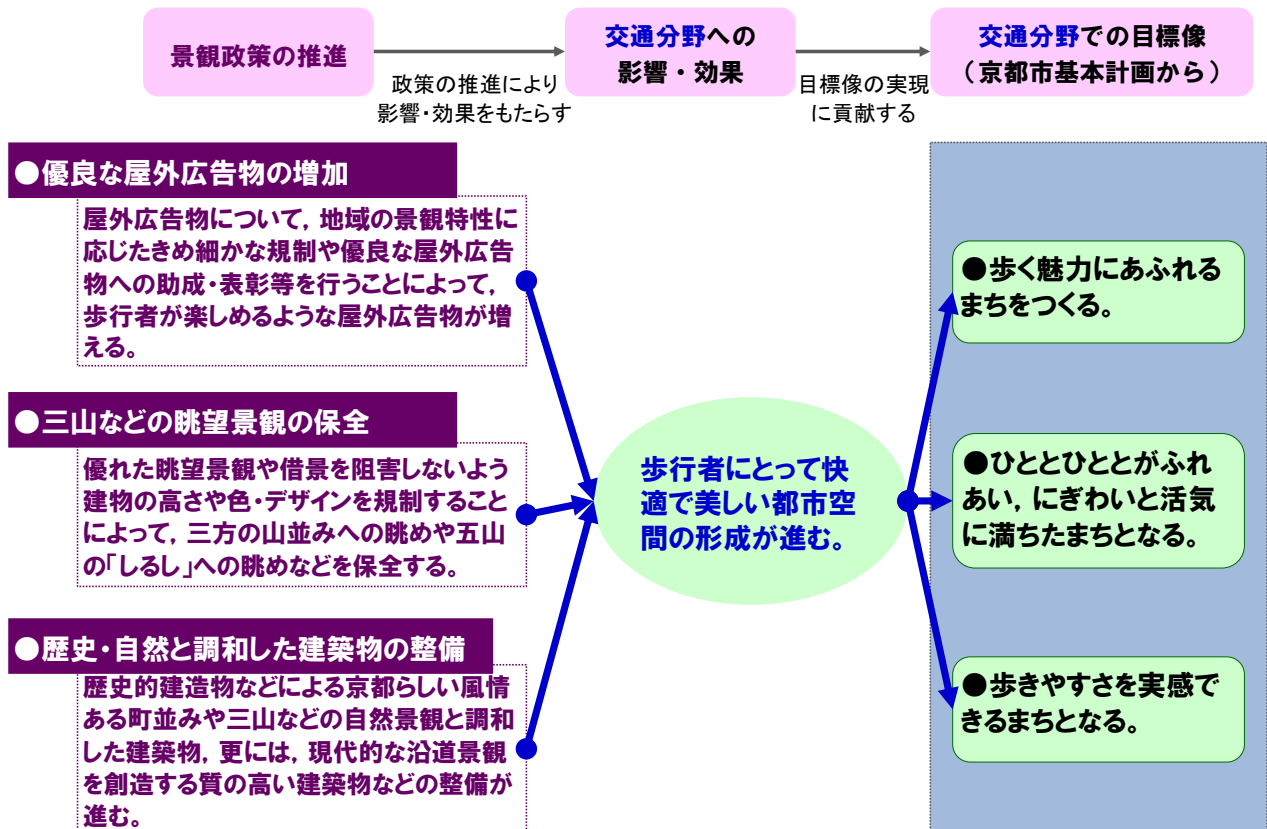 景観政策の推進
政策の推進により
影響・効果をもたらす
交通分野への
影響・効果
目標像の実現
に貢献する
交通分野での目標像
（京都市基本計画から）
●優良な屋外広告物の増加
屋外広告物について，地域の景観特性に
応じたきめ細かな規制や優良な屋外広告
物への助成・表彰等を行うことによって，
歩行者が楽しめるような屋外広告物が増
える。
●三山などの眺望景観の保全
優れた眺望景観や借景を阻害しないよう
建物の高さや色・デザインを規制すること
によって，三方の山並みへの眺めや五山
の「しるし」への眺めなどを保全する。
●歴史・自然と調和した建築物の整備
歴史的建造物などによる京都らしい風情
ある町並みや三山などの自然景観と調和
した建築物，更には，現代的な沿道景観
を創造する質の高い建築物などの整備が
進む。
歩行者にとって快
適で美しい都市空
間の形成が進む。
●歩く魅力にあふれる
まちをつくる。
●ひととひととがふれ
あい，にぎわいと活気
に満ちたまちとなる。
●歩きやすさを実感で
きるまちとなる。